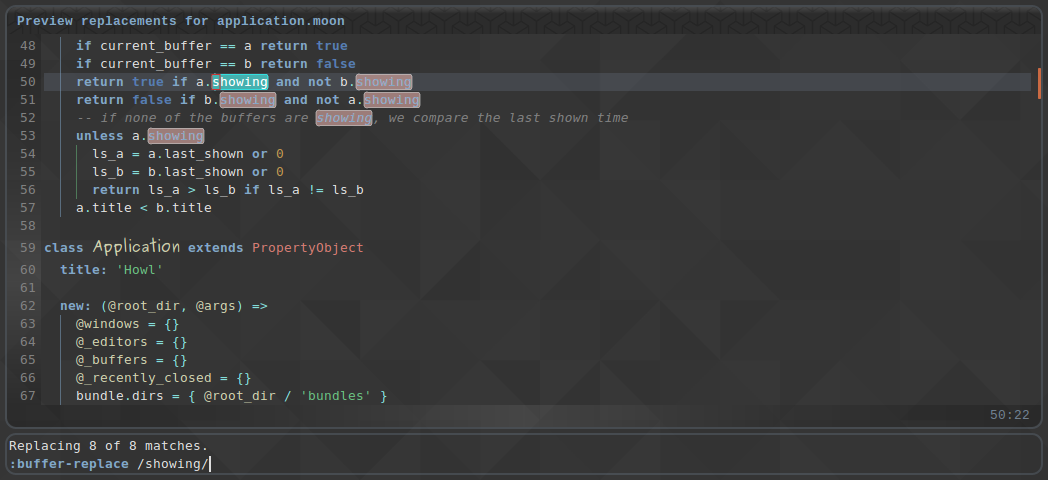 Preview replacements for application.moon
48 if current_buffer == a return true
49 if current_buffer == b return false
50 return true if a.showing and not b.showing
51 return false if b.showing and not a.showing
52 -- if none of the buffers are showing, we compare the last shown time
53 unless a.showing
54 ls_a = a.last_shown or 0
55 ls_b = b.last_shown or 0
56 return ls_a > ls_b if ls_a != ls_b
57 a.title < b.title
58
59 class Application extends PropertyObject
60 title: 'Howl'
61
62 new: (@root_dir, @args) =>
63 @windows = {}
64 @_editors = {}
65 @_buffers = {}
66 @_recently_closed = {}
67 bundle.dirs = { @root_dir / 'bundles' }
50:22
Replacing 8 of 8 matches.
:buffer-replace /showing/